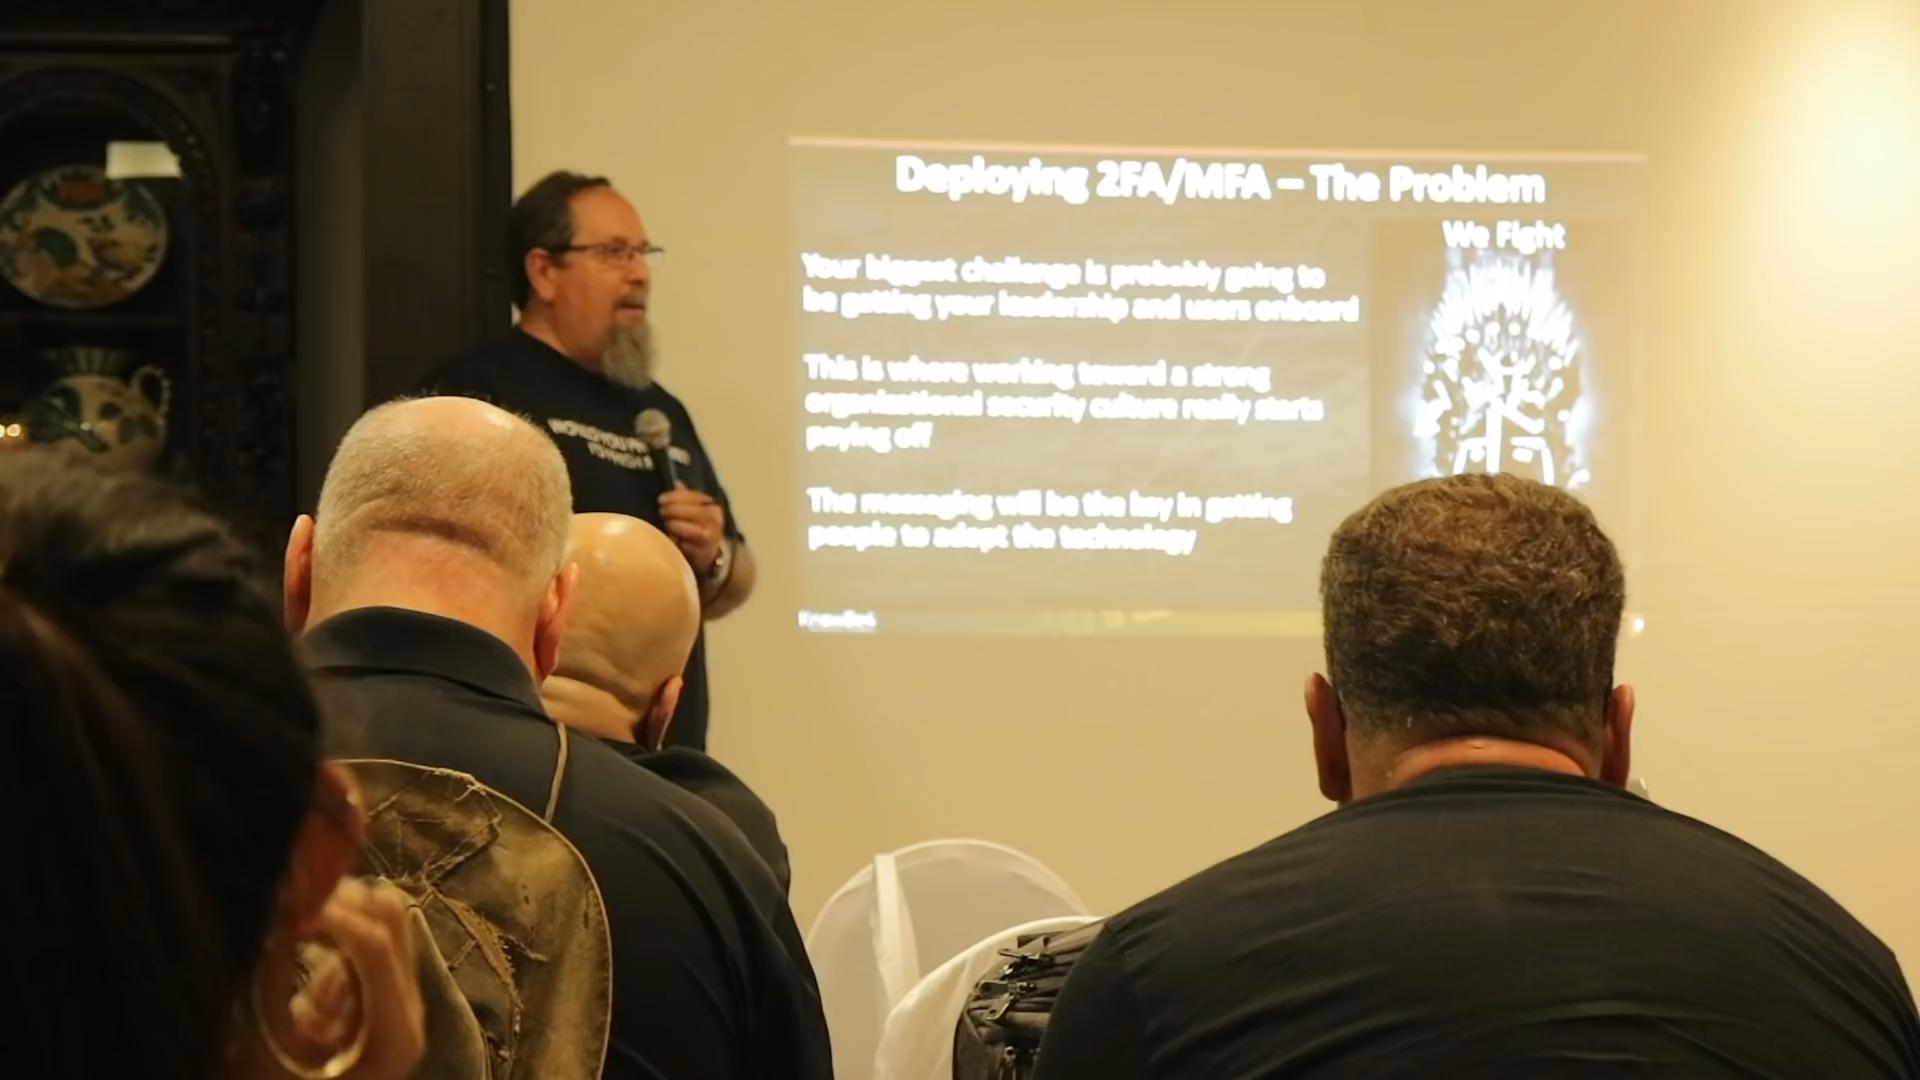 Deploying 2FA/MFA – The Problem
We Fight
Your biggest challenge is probably going to
be getting your leadership and users onboard
This is where working toward a strong
organizational security culture really starts
paying off
The messaging will be the key in getting
people to adopt the technology
KnowBe4